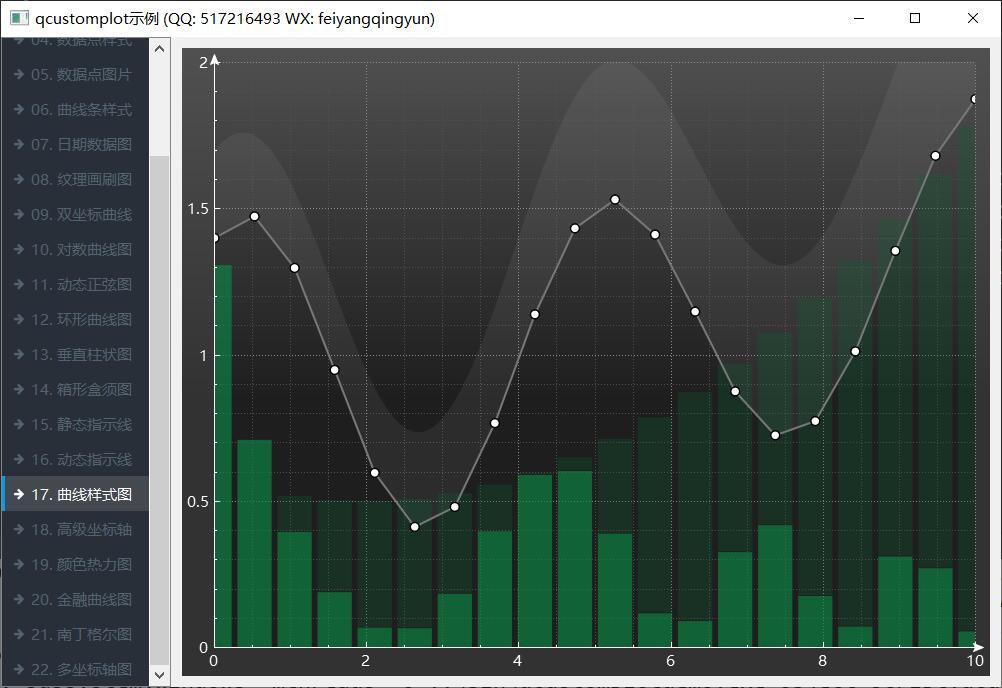 qcustomplot示例 (QQ: 517216493 WX: feiyangqingyun)
04. 数据点样式
05. 数据点图片
06. 曲线条样式
07. 日期数据图
08. 纹理画刷图
09. 双坐标曲线
10. 对数曲线图
11. 动态正弦图
12. 环形曲线图
13. 垂直柱状图
14. 箱形盒须图
15. 静态指示线
16. 动态指示线
17. 曲线样式图
18. 高级坐标轴
19. 颜色热力图
20. 金融曲线图
21. 南丁格尔图
22. 多坐标轴图
2
1.5
1
0.5
0
0 2 4 6 8 10